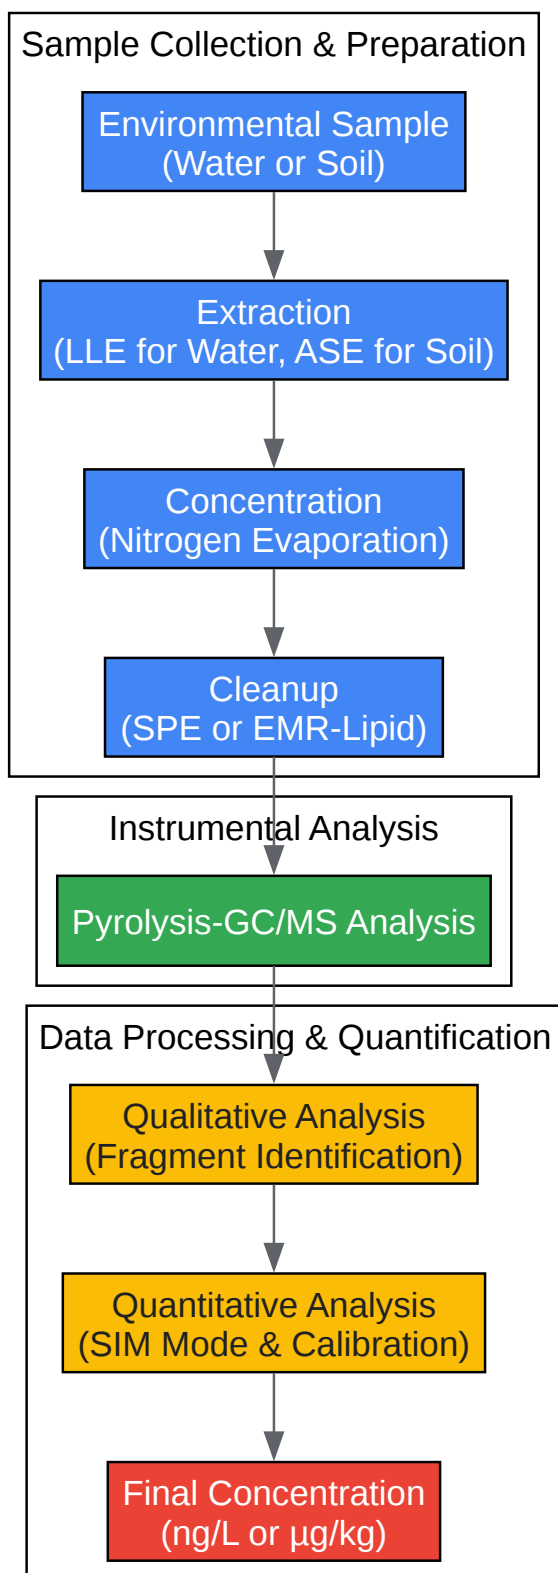 Sample Collection & Preparation
Environmental Sample
(Water or Soil)
Extraction
(LLE for Water, ASE for Soil)
Concentration
(Nitrogen Evaporation)
Cleanup
(SPE or EMR-Lipid)
Instrumental Analysis
Pyrolysis-GC/MS Analysis
Data Processing & Quantification
Qualitative Analysis
(Fragment Identification)
Quantitative Analysis
(SIM Mode & Calibration)
Final Concentration
(ng/L or µg/kg)